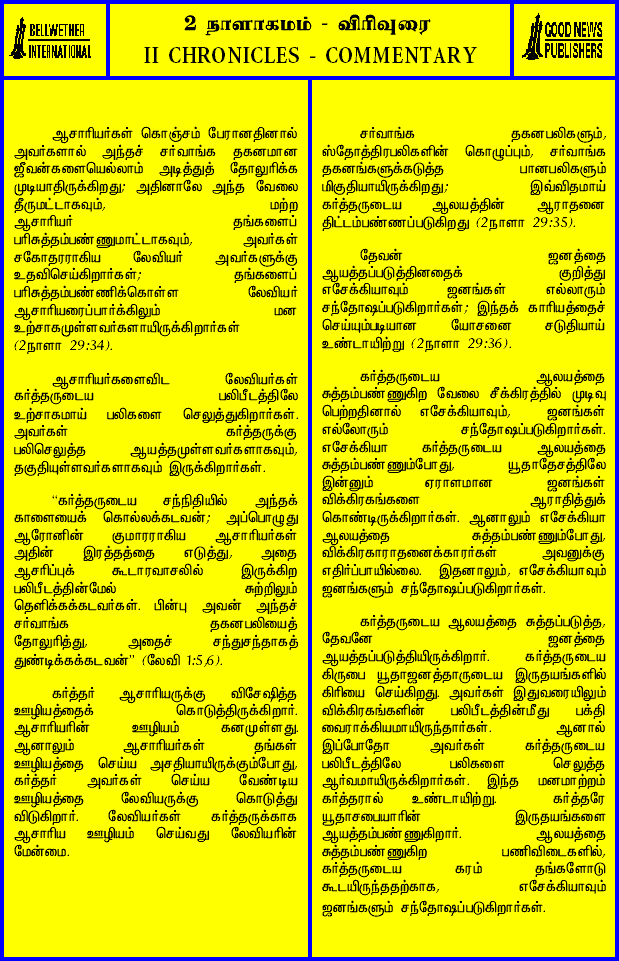 BELLWETHER
INTERNATIONAL
2 நாளாகமம் - விரிவுரை
II CHRONICLES - COMMENTARY
GOOD NEWS
PUBLISHERS
ஆசாரியர்கள் கொஞ்சம் பேரானதினால்
அவர்களால் அந்தச் சர்வாங்க தகனமான
ஜீவன்களையெல்லாம் அடித்துத் தோலுரிக்க
முடியாதிருக்கிறது; அதினாலே அந்த வேலை
தீருமட்டாகவும், மற்ற
ஆசாரியர் தங்களைப்
பரிசுத்தம்பண்ணுமாட்டாகவும், அவர்கள்
சகோதரராகிய லேவியர் அவர்களுக்கு
உதவிசெய்கிறார்கள்; தங்களைப்
பரிசுத்தம்பண்ணிக்கொள்ள லேவியர்
ஆசாரியரைப்பார்க்கிலும் மன
உற்சாகமுள்ளவர்களாயிருக்கிறார்கள்
(2நாளா 29:34).
ஆசாரியர்களைவிட லேவியர்கள்
கர்த்தருடைய பலிபீடத்திலே
உற்சாகமாய் பலிகளை செலுத்துகிறார்கள்.
அவர்கள் கர்த்தருக்கு
பலிசெலுத்த ஆயத்தமுள்ளவர்களாகவும்,
தகுதியுள்ளவர்களாகவும் இருக்கிறார்கள்.
“கர்த்தருடைய சந்நிதியில் அந்தக்
காளையைக் கொல்லக்கடவன்; அப்பொழுது
ஆரோனின் குமாரராகிய ஆசாரியர்கள்
அதின் இரத்தத்தை எடுத்து, அதை
ஆசரிப்புக் கூடாரவாசலில் இருக்கிற
பலிபீடத்தின்மேல் சுற்றிலும்
தெளிக்கக்கடவர்கள். பின்பு அவன் அந்தச்
சர்வாங்க தகனபலியைத்
தோலுரித்து, அதைச் சந்துசந்தாகத்
துண்டிக்கக்கடவன்” (லேவி 1:5,6).
கர்த்தர் ஆசாரியருக்கு விசேஷித்த
ஊழியத்தைக் கொடுத்திருக்கிறார்.
ஆசாரியரின் ஊழியம் கனமுள்ளது.
ஆனாலும் ஆசாரியர்கள் தங்கள்
ஊழியத்தை செய்ய அசதியாயிருக்கும்போது,
கர்த்தர் அவர்கள் செய்ய வேண்டிய
ஊழியத்தை லேவியருக்கு கொடுத்து
விடுகிறார். லேவியர்கள் கர்த்தருக்காக
ஆசாரிய ஊழியம் செய்வது லேவியரின்
மேன்மை.
சர்வாங்க தகனபலிகளும்,
ஸ்தோத்திரபலிகளின் கொழுப்பும், சர்வாங்க
தகனங்களுக்கடுத்த பானபலிகளும்
மிகுதியாயிருக்கிறது; இவ்விதமாய்
கர்த்தருடைய ஆலயத்தின் ஆராதனை
திட்டம்பண்ணப்படுகிறது (2நாளா 29:35).
தேவன் ஜனத்தை
ஆயத்தப்படுத்தினதைக் குறித்து
எசேக்கியாவும் ஜனங்கள் எல்லாரும்
சந்தோஷப்படுகிறார்கள்; இந்தக் காரியத்தைச்
செய்யும்படியான யோசனை சடுதியாய்
உண்டாயிற்று (2நாளா 29:36).
கர்த்தருடைய ஆலயத்தை
சுத்தம்பண்ணுகிற வேலை சீக்கிரத்தில் முடிவு
பெற்றதினால் எசேக்கியாவும், ஜனங்கள்
எல்லோரும் சந்தோஷப்படுகிறார்கள்.
எசேக்கியா கர்த்தருடைய ஆலயத்தை
சுத்தம்பண்ணும்போது, யூதாதேசத்திலே
இன்னும் ஏராளமான ஜனங்கள்
விக்கிரகங்களை ஆராதித்துக்
கொண்டிருக்கிறார்கள். ஆனாலும் எசேக்கியா
ஆலயத்தை சுத்தம்பண்ணும்போது,
விக்கிரகாராதனைக்காரர்கள் அவனுக்கு
எதிர்ப்பாயில்லை. இதனாலும், எசேக்கியாவும்
ஜனங்களும் சந்தோஷப்படுகிறார்கள்.
கர்த்தருடைய ஆலயத்தை சுத்தப்படுத்த,
தேவனே ஜனத்தை
ஆயத்தப்படுத்தியிருக்கிறார். கர்த்தருடைய
கிருபை யூதாஜனத்தாருடைய இருதயங்களில்
கிரியை செய்கிறது. அவர்கள் இதுவரையிலும்
விக்கிரகங்களின் பலிபீடத்தின்மீது பக்தி
வைராக்கியமாயிருந்தார்கள். ஆனால்
இப்போதோ அவர்கள் கர்த்தருடைய
பலிபீடத்திலே பலிகளை செலுத்த
ஆர்வமாயிருக்கிறார்கள். இந்த மனமாற்றம்
கர்த்தரால் உண்டாயிற்று. கர்த்தரே
யூதாசபையாரின் இருதயங்களை
ஆயத்தம்பண்ணுகிறார். ஆலயத்தை
சுத்தம்பண்ணுகிற பணிவிடைகளில்,
கர்த்தருடைய கரம் தங்களோடு
கூடயிருந்ததற்காக, எசேக்கியாவும்
ஜனங்களும் சந்தோஷப்படுகிறார்கள்.